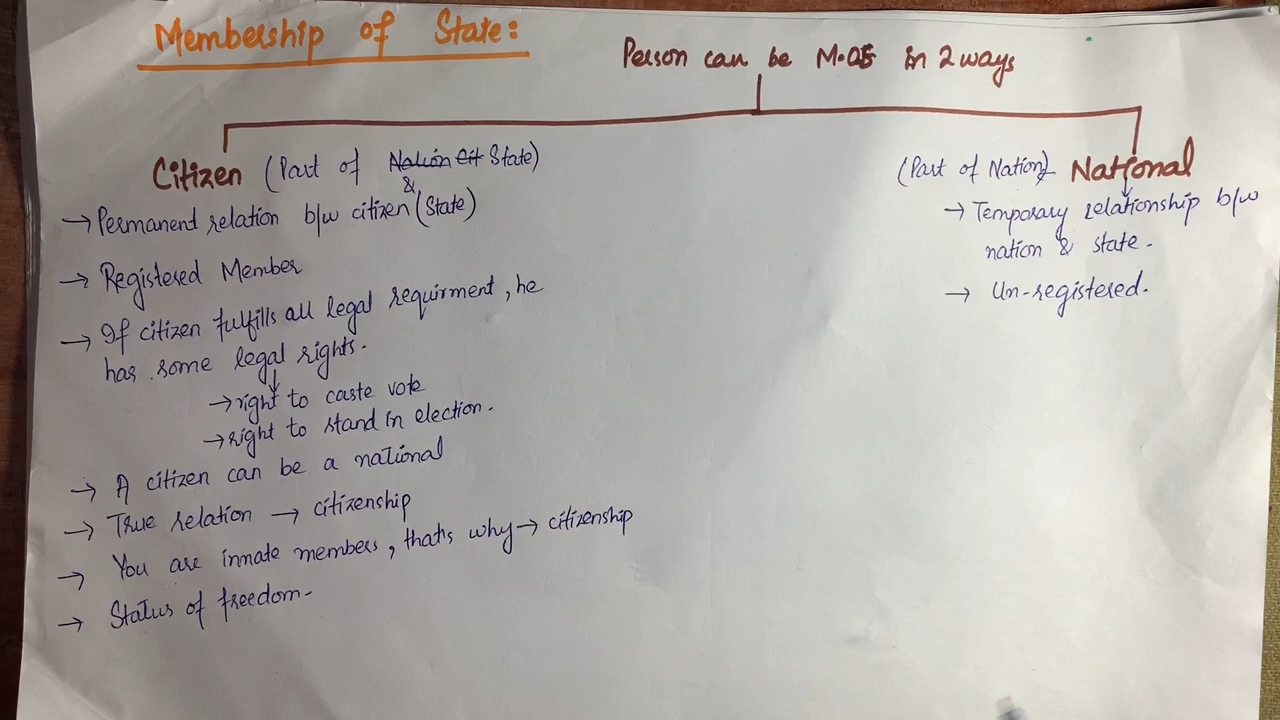 Membership of State:
Person can be M.OS in 2 ways
Citizen (Part of Nation Cit State)
&
→ Permanent relation b/w citizen (State)
→ Registered Member
→ If citizen fulfills all legal requirment, he
has some legal rights.
→ right to caste vote
→ right to stand in election.
→ A citizen can be a national
→ True relation → citizenship
→ You are innate members, that's why → citizenship
→ Status of freedom.
(Part of Nation) National
→ Temporary relationship b/w
nation & state.
→ Un-registered.